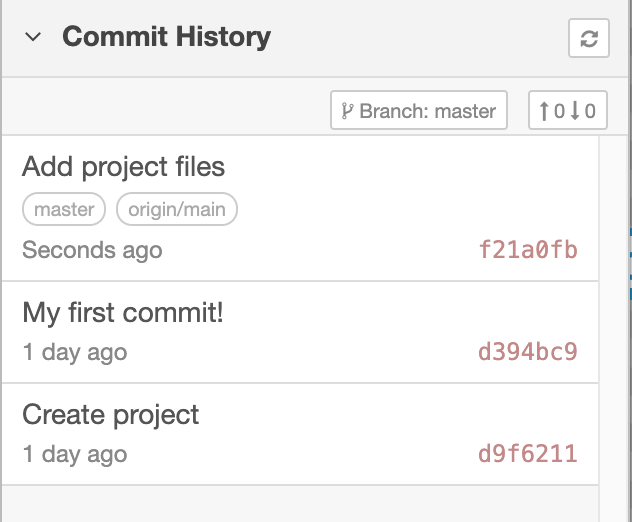 Commit History
Branch: master
0 0
Add project files
master origin/main
Seconds ago f21a0fb
My first commit!
1 day ago d394bc9
Create project
1 day ago d9f6211